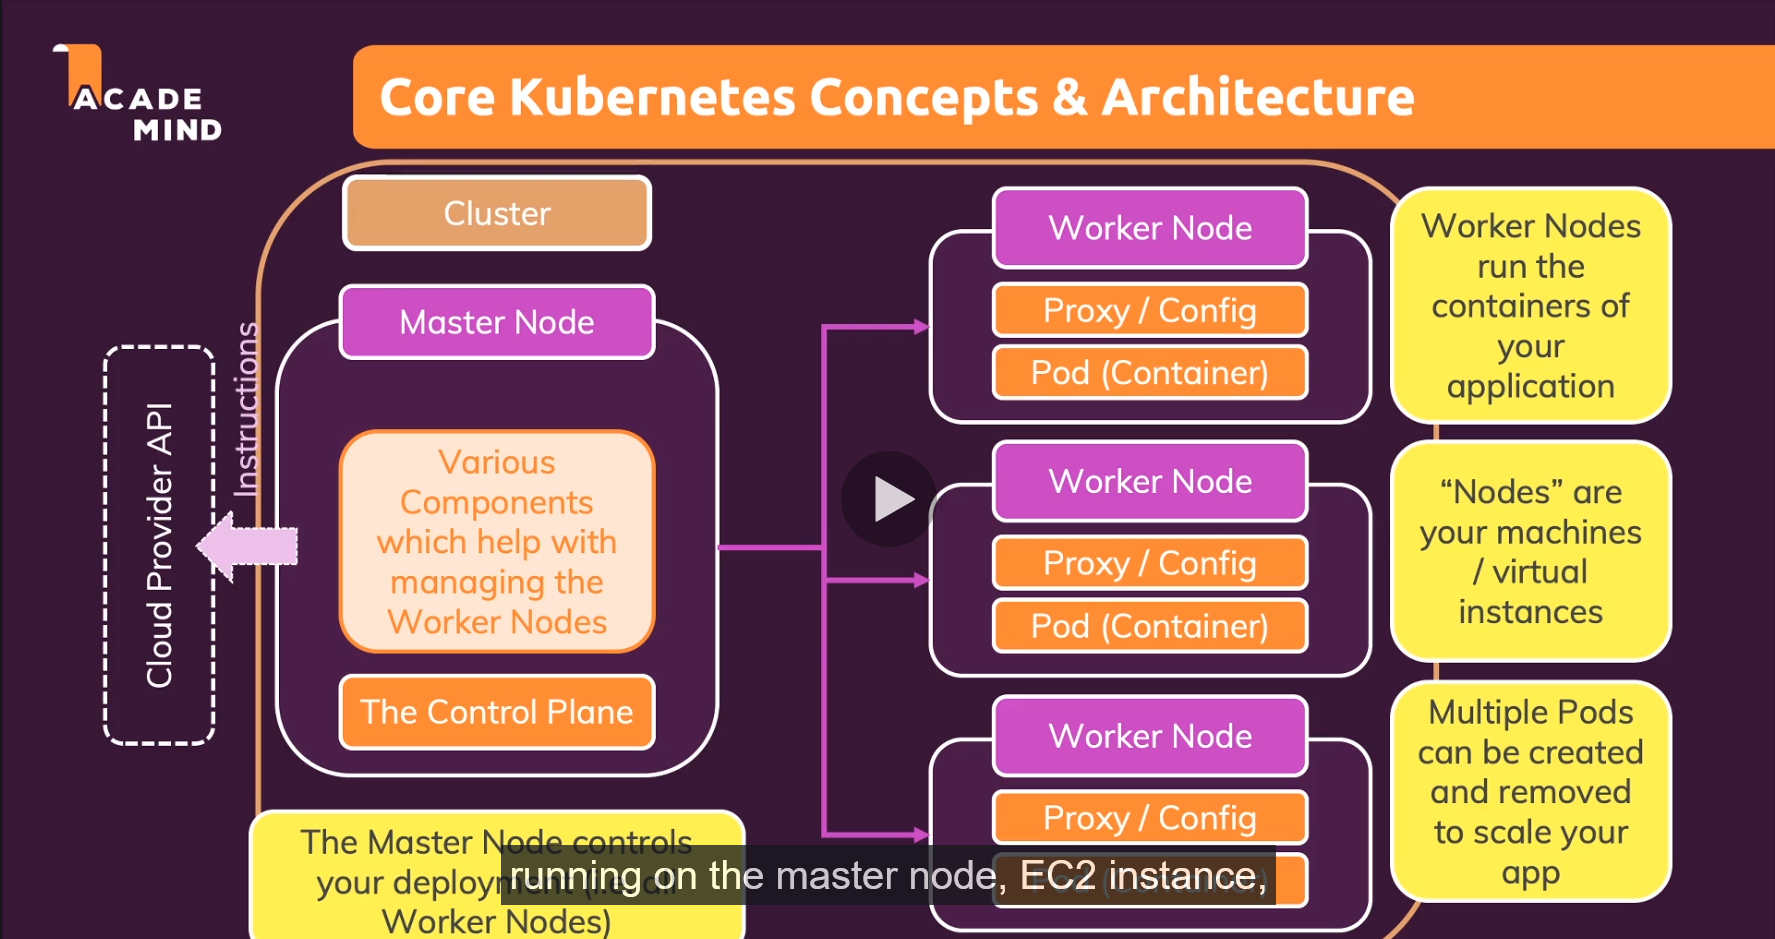 ACADE
MIND
Core Kubernetes Concepts & Architecture
Cluster
Master Node
Instructions
Cloud Provider API
Various
Components
which help with
managing the
Worker Nodes
The Control Plane
The Master Node controls
your deployment (i.e. all
Worker Nodes)
Worker Node
Proxy / Config
Pod (Container)
Worker Node
Proxy / Config
Pod (Container)
Worker Node
Proxy / Config
Pod (Container)
Worker Nodes
run the
containers of
your
application
“Nodes” are
your machines
/ virtual
instances
Multiple Pods
can be created
and removed
to scale your
app
running on the master node, EC2 instance,